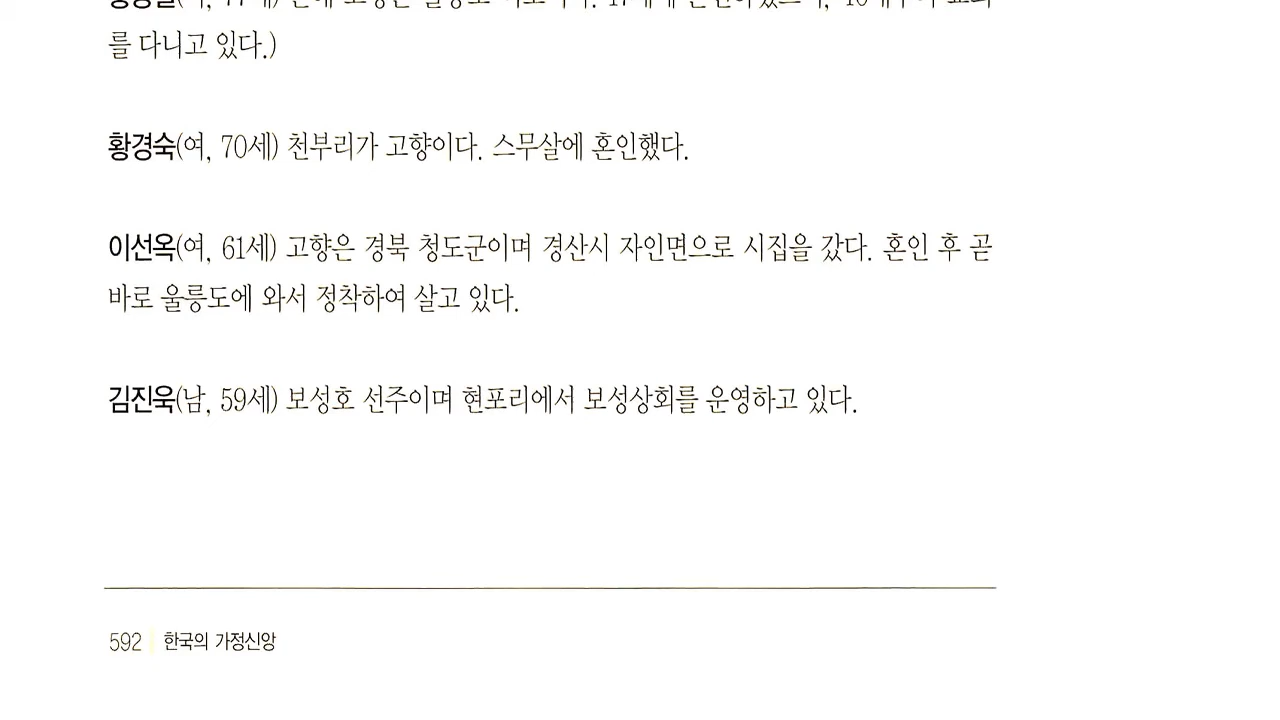 를 다니고 있다.)
황경숙(여, 70세) 천부리가 고향이다. 스무살에 혼인했다.
이선옥(여, 61세) 고향은 경북 청도군이며 경산시 자인면으로 시집을 갔다. 혼인 후 곧
바로 울릉도에 와서 정착하여 살고 있다.
김진욱(남, 59세) 보성호 선주이며 현포리에서 보성상회를 운영하고 있다.
592 한국의 가정신앙